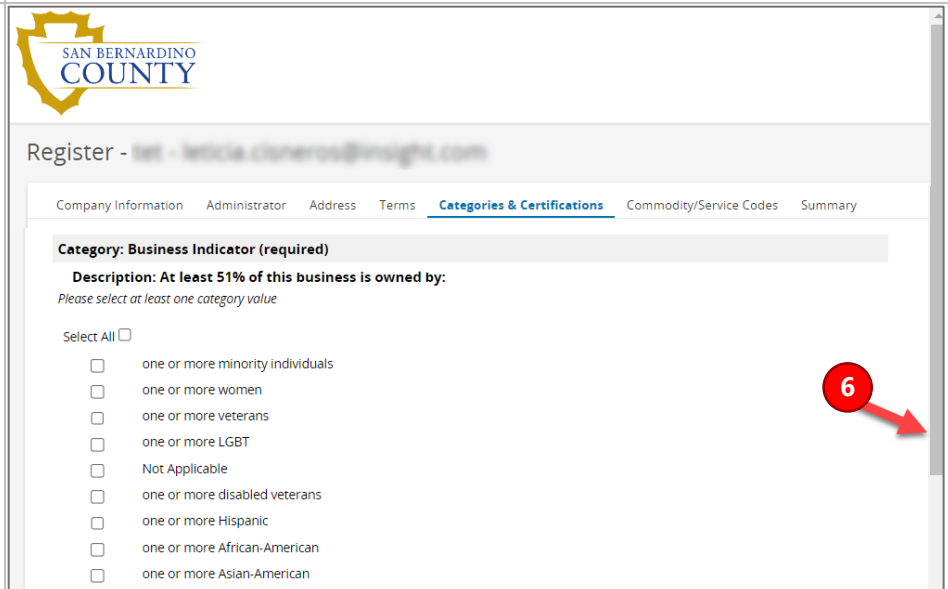 SAN BERNARDINO
COUNTY
Register -
Company Information Administrator Address Terms Categories & Certifications Commodity/Service Codes Summary
Category: Business Indicator (required)
Description: At least 51% of this business is owned by:
Please select at least one category value
Select All
one or more minority individuals
one or more women
6
one or more veterans
one or more LGBT
Not Applicable
one or more disabled veterans
one or more Hispanic
one or more African-American
one or more Asian-American